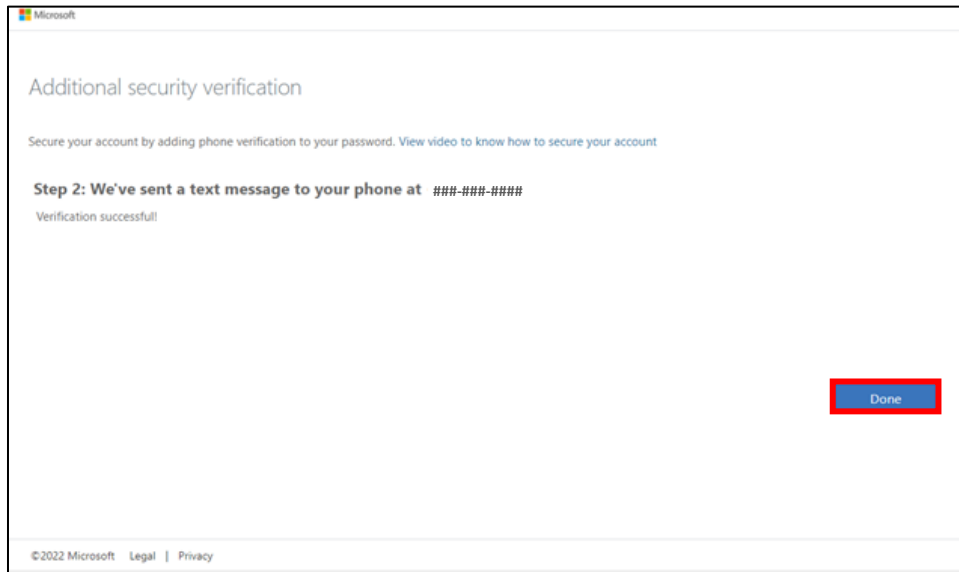 Microsoft
Additional security verification
Secure your account by adding phone verification to your password. View video to know how to secure your account
Step 2: We've sent a text message to your phone at ###-###-####
Verification successful!
Done
©2022 Microsoft Legal | Privacy